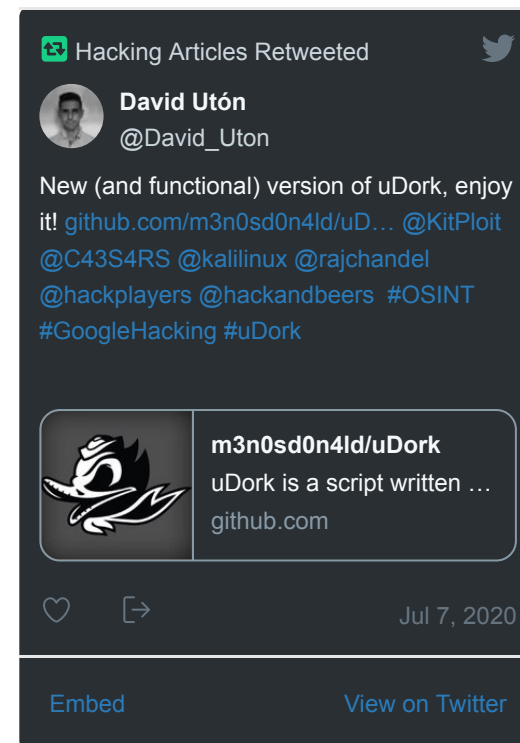 Hacking Articles Retweeted
David Utón
@David_Uton
New (and functional) version of uDork, enjoy
it! github.com/m3n0sd0n4ld/uD… @KitPloit
@C43S4RS @kalilinux @rajchandel
@hackplayers @hackandbeers #OSINT
#GoogleHacking #uDork
m3n0sd0n4ld/uDork
uDork is a script written …
github.com
Jul 7, 2020
Embed View on Twitter